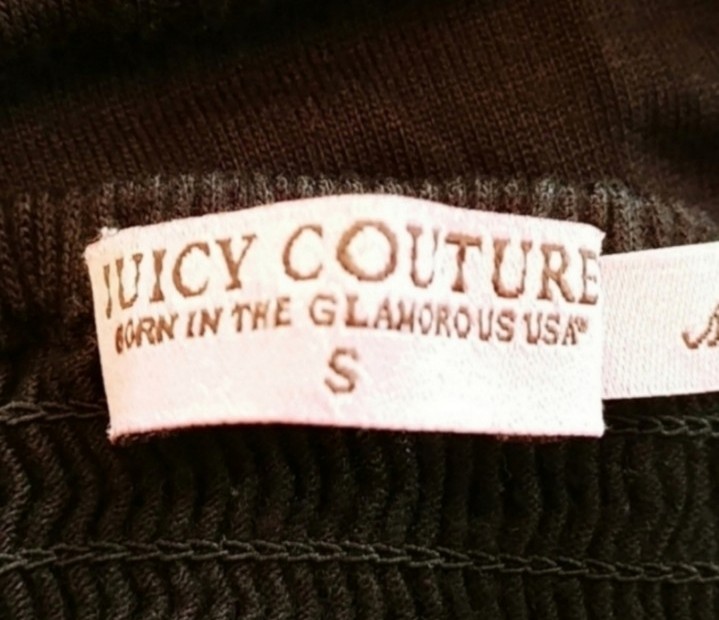 JUICY COUTURE
BORN IN THE GLAMOROUS USA
S